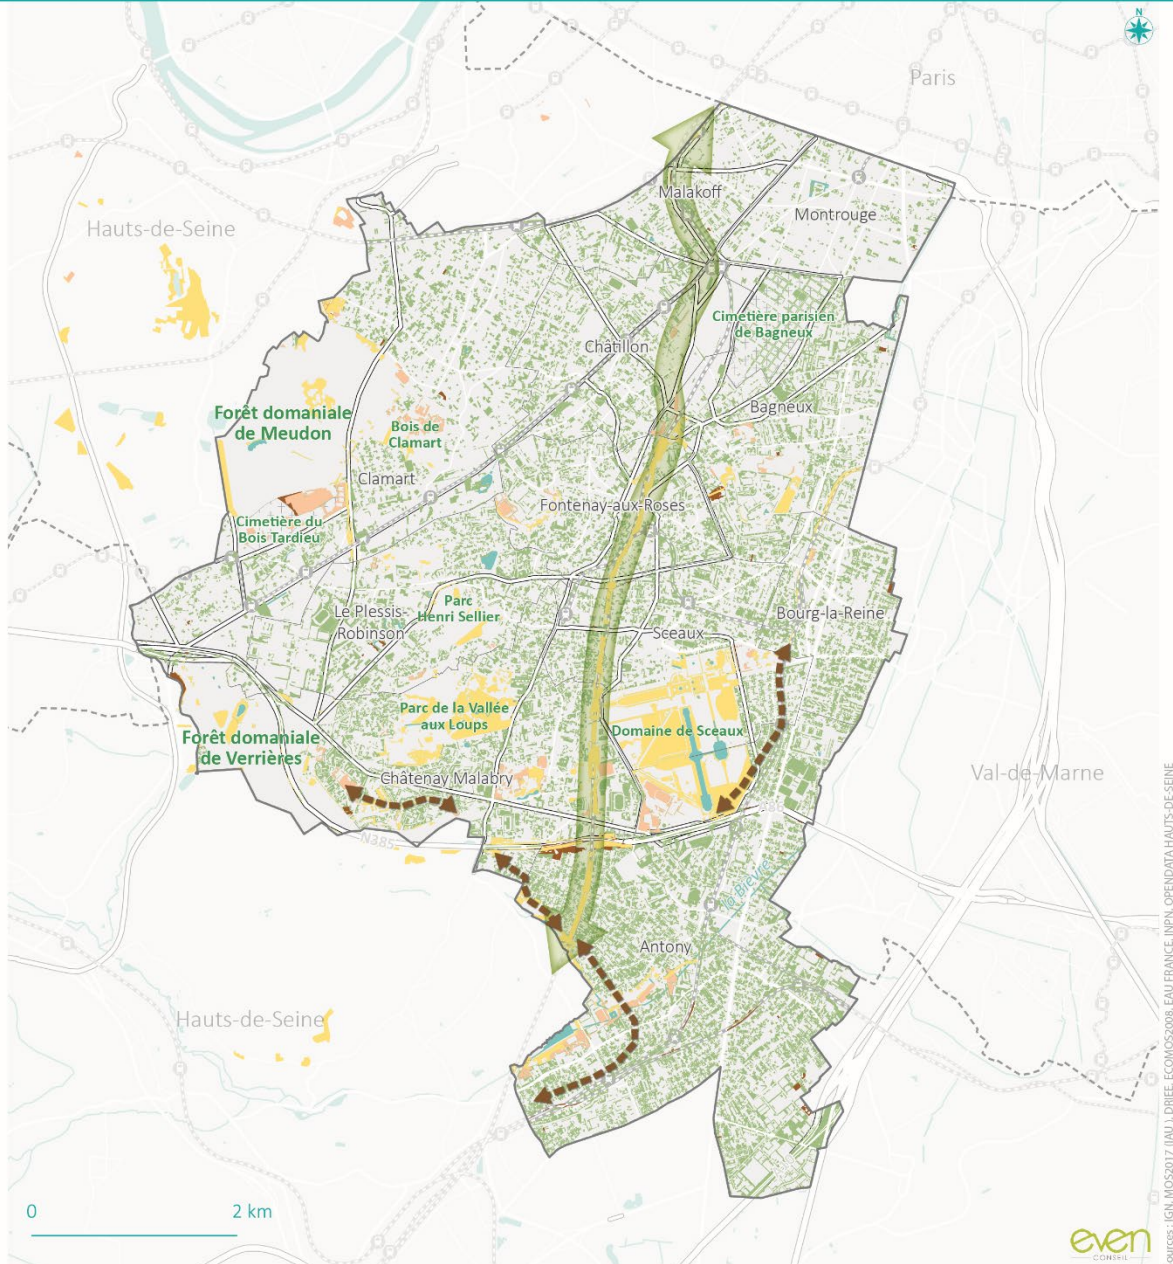 N
Paris
Malakoff
Montrouge
Hauts-de-Seine
Cimetière parisien
de Bagneux
Châtillon
Bagneux
Forêt domaniale
de Meudon
Bois de
Clamart
Clamart
Fontenay-aux-Roses
Cimetière du
Bois Tardieu
Parc
Henri Sellier
Le Plessis-
Robinson
Bourg-la-Reine
Sceaux
Parc de la Vallée
aux Loups
Domaine de Sceaux
Forêt domaniale
de Verrières
Châtenay Malabry
Val-de-Marne
N385
la Bièvre
Antony
Hauts-de-Seine
0
2 km
even
CONSEIL
ources : IGN, MOS2017 (IAU ), DRIEE, ECOMOS2008, EAU FRANCE, INPN, OPENDATA HAUTS-DE-SEINE